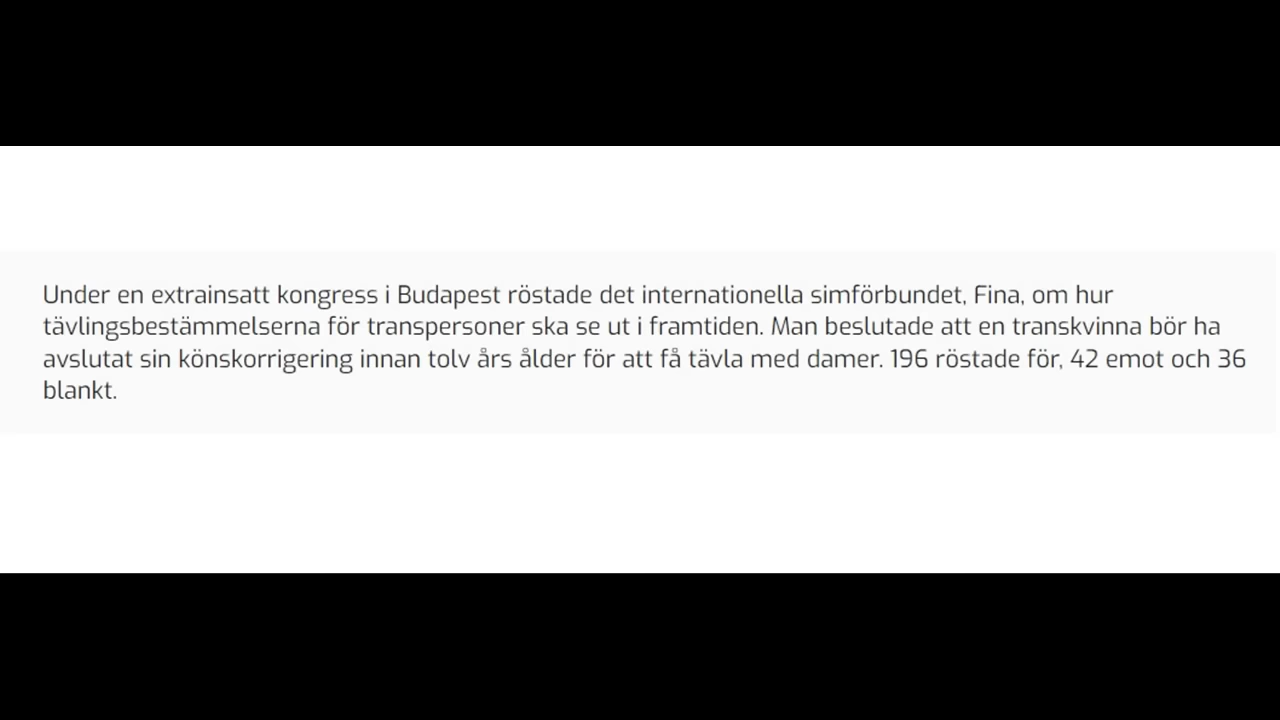 Under en extrainsatt kongress i Budapest röstade det internationella simförbundet, Fina, om hur
tävlingsbestämmelserna för transpersoner ska se ut i framtiden. Man beslutade att en transkvinna bör ha
avslutat sin könskorrigering innan tolv års ålder för att få tävla med damer. 196 röstade för, 42 emot och 36
blankt.